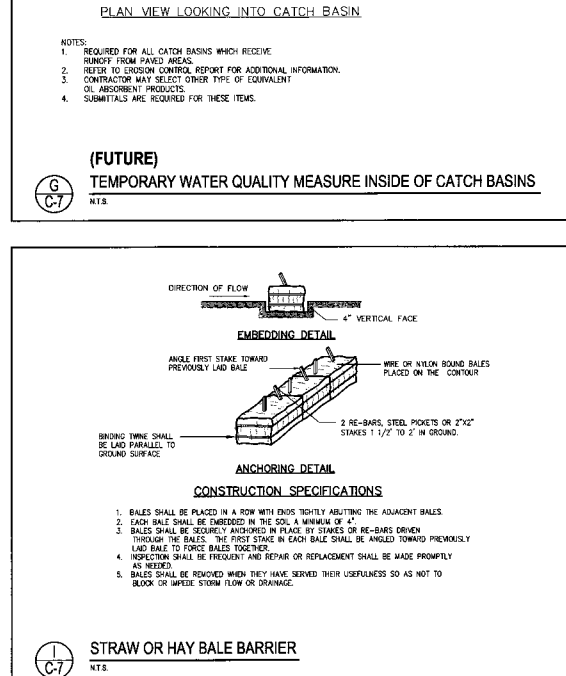 PLAN VIEW LOOKING INTO CATCH BASIN
NOTES:
1. REQUIRED FOR ALL CATCH BASINS WHICH RECEIVE
RUNOFF FROM PAVED AREAS.
2. REFER TO EROSION CONTROL REPORT FOR ADDITIONAL INFORMATION.
3. CONTRACTOR MAY SELECT OTHER TYPE OF EQUIVALENT
OIL ABSORBENT PRODUCTS.
4. SUBMITTALS ARE REQUIRED FOR THESE ITEMS.
(FUTURE)
G
C-7
TEMPORARY WATER QUALITY MEASURE INSIDE OF CATCH BASINS
N.T.S.
DIRECTION OF FLOW
4" VERTICAL FACE
EMBEDDING DETAIL
ANGLE FIRST STAKE TOWARD
PREVIOUSLY LAID BALE
WIRE OR NYLON BOUND BALES
PLACED ON THE CONTOUR
2 RE-BARS, STEEL PICKETS OR 2"X2"
STAKES 1 1/2' TO 2' IN GROUND.
BINDING TWINE SHALL
BE LAID PARALLEL TO
GROUND SURFACE
ANCHORING DETAIL
CONSTRUCTION SPECIFICATIONS
1. BALES SHALL BE PLACED IN A ROW WITH ENDS TIGHTLY ABUTTING THE ADJACENT BALES.
2. EACH BALE SHALL BE EMBEDDED IN THE SOIL A MINIMUM OF 4".
3. BALES SHALL BE SECURELY ANCHORED IN PLACE BY STAKES OR RE-BARS DRIVEN
THROUGH THE BALES. THE FIRST STAKE IN EACH BALE SHALL BE ANGLED TOWARD PREVIOUSLY
LAID BALE TO FORCE BALES TOGETHER.
4. INSPECTION SHALL BE FREQUENT AND REPAIR OR REPLACEMENT SHALL BE MADE PROMPTLY
AS NEEDED.
5. BALES SHALL BE REMOVED WHEN THEY HAVE SERVED THEIR USEFULNESS SO AS NOT TO
BLOCK OR IMPEDE STORM FLOW OR DRAINAGE.
I
C-7
STRAW OR HAY BALE BARRIER
N.T.S.